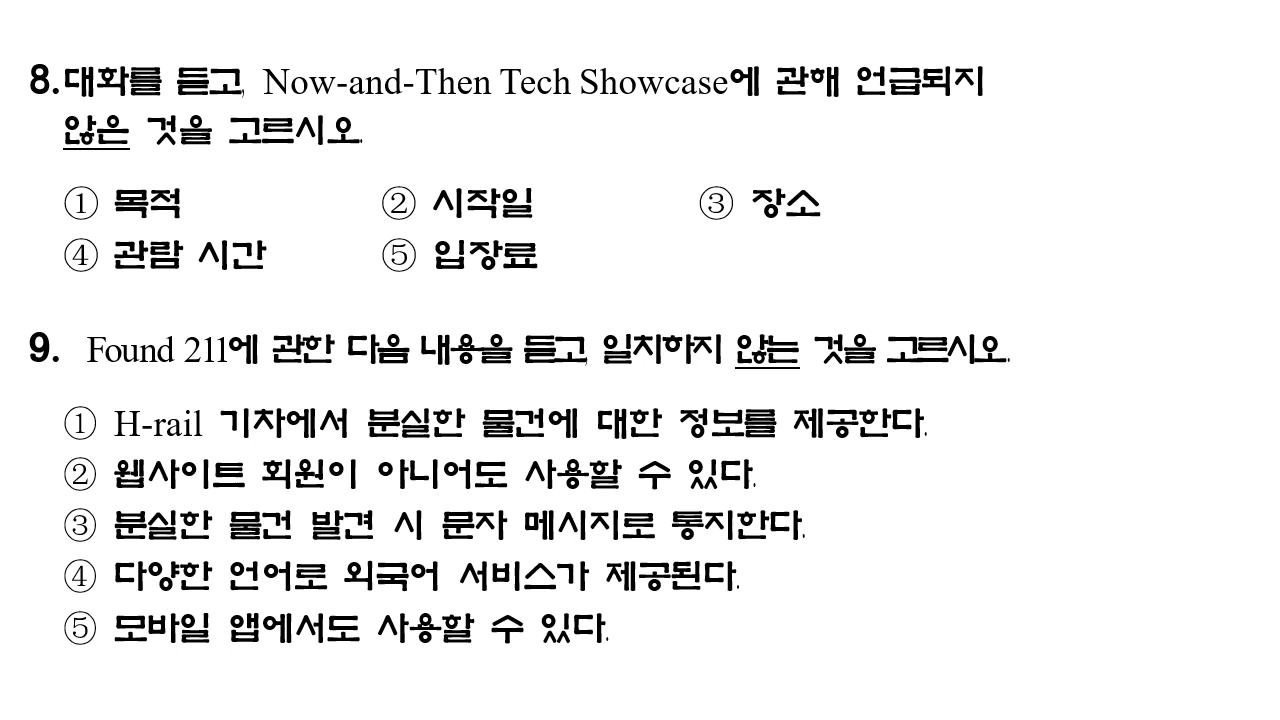 8.대화를 듣고, Now-and-Then Tech Showcase에 관해 언급되지
않은 것을 고르시오.
① 목적 ② 시작일 ③ 장소
④ 관람 시간 ⑤ 입장료
9. Found 211에 관한 다음 내용을 듣고, 일치하지 않는 것을 고르시오.
① H-rail 기차에서 분실한 물건에 대한 정보를 제공한다.
② 웹사이트 회원이 아니어도 사용할 수 있다.
③ 분실한 물건 발견 시 문자 메시지로 통지한다.
④ 다양한 언어로 외국어 서비스가 제공된다.
⑤ 모바일 앱에서도 사용할 수 있다.